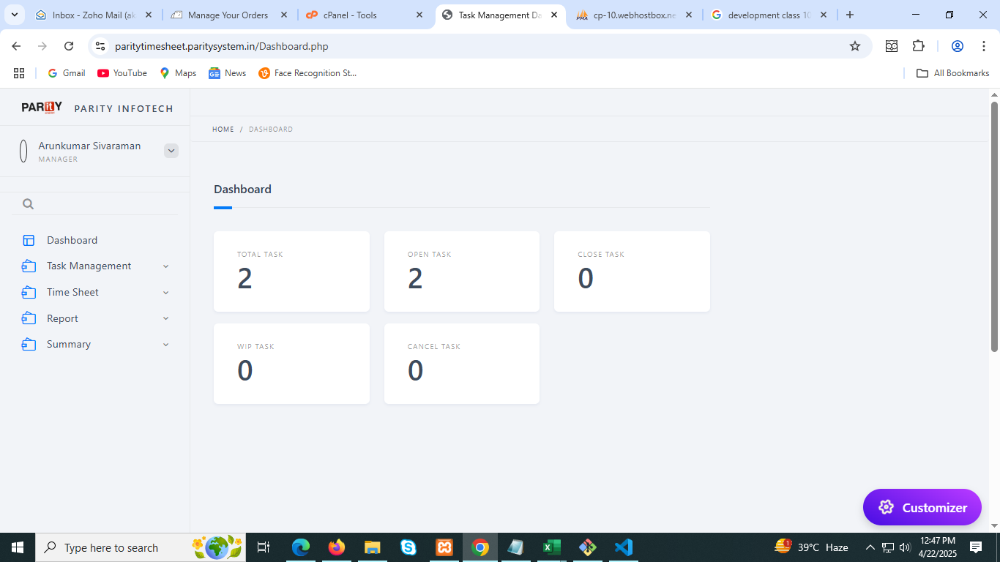 Inbox - Zoho Mail (ak
Manage Your Orders
cPanel - Tools
Task Management Da
cp-10.webhostbox.ne
development class 10
paritytimesheet.paritysystem.in/Dashboard.php
Gmail
YouTube
Maps
News
Face Recognition St...
All Bookmarks
PARITY PARITY INFOTECH
HOME / DASHBOARD
Arunkumar Sivaraman
MANAGER
Dashboard
Task Management
Time Sheet
Report
Summary
Dashboard
TOTAL TASK
2
OPEN TASK
2
CLOSE TASK
0
WIP TASK
0
CANCEL TASK
0
Customizer
Type here to search
1
39°C Haze
12:47 PM
4/22/2025